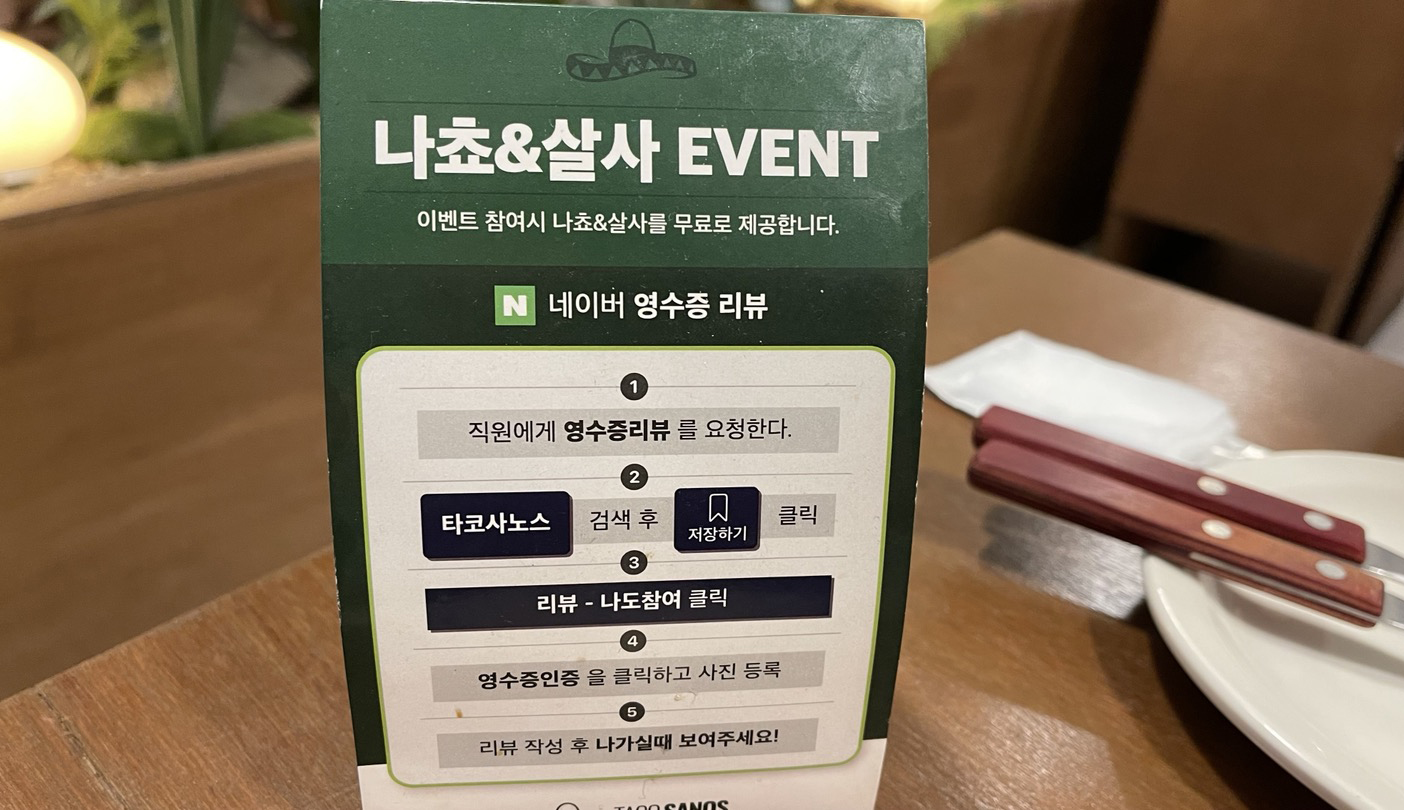 나쵸&살사 EVENT
이벤트 참여시 나쵸&살사를 무료로 제공합니다.
N 네이버 영수증 리뷰
1
직원에게 영수증리뷰 를 요청한다.
2
타코사노스 검색 후 저장하기 클릭
3
리뷰 - 나도참여 클릭
4
영수증인증 을 클릭하고 사진 등록
5
리뷰 작성 후 나가실때 보여주세요!
TACO SANOS